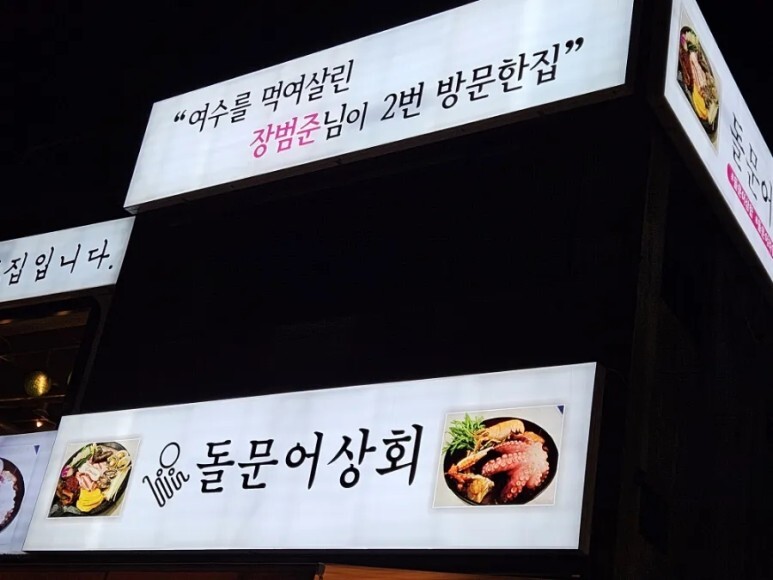 “여수를 먹여살린
장범준님이 2번 방문한집”
집입니다.
돌문어상회
돌문어